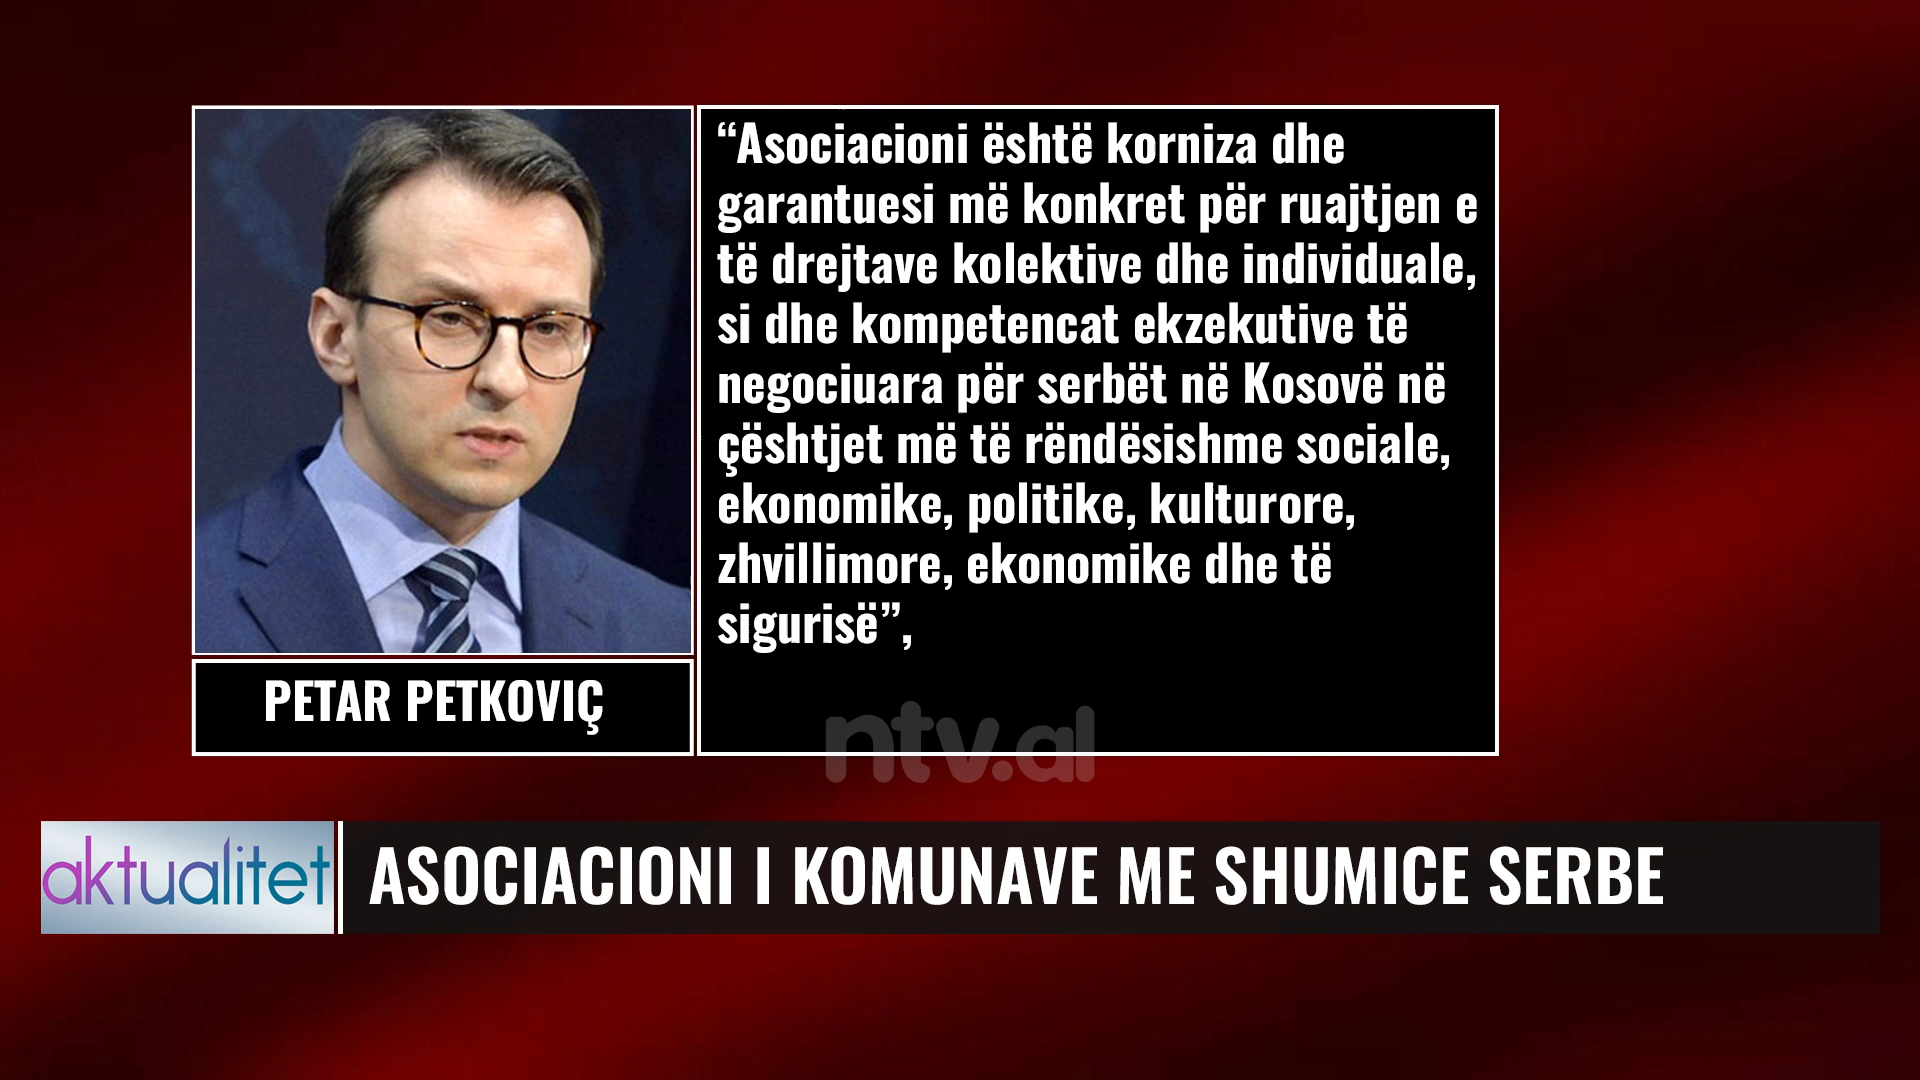 “Asociacioni është korniza dhe
garantuesi më konkret për ruajtjen e
të drejtave kolektive dhe individuale,
si dhe kompetencat ekzekutive të
negociuara për serbët në Kosovë në
çështjet më të rëndësishme sociale,
ekonomike, politike, kulturore,
zhvillimore, ekonomike dhe të
sigurisë”,
PETAR PETKOVIÇ
ntv.al
aktualitet
ASOCIACIONI I KOMUNAVE ME SHUMICE SERBE